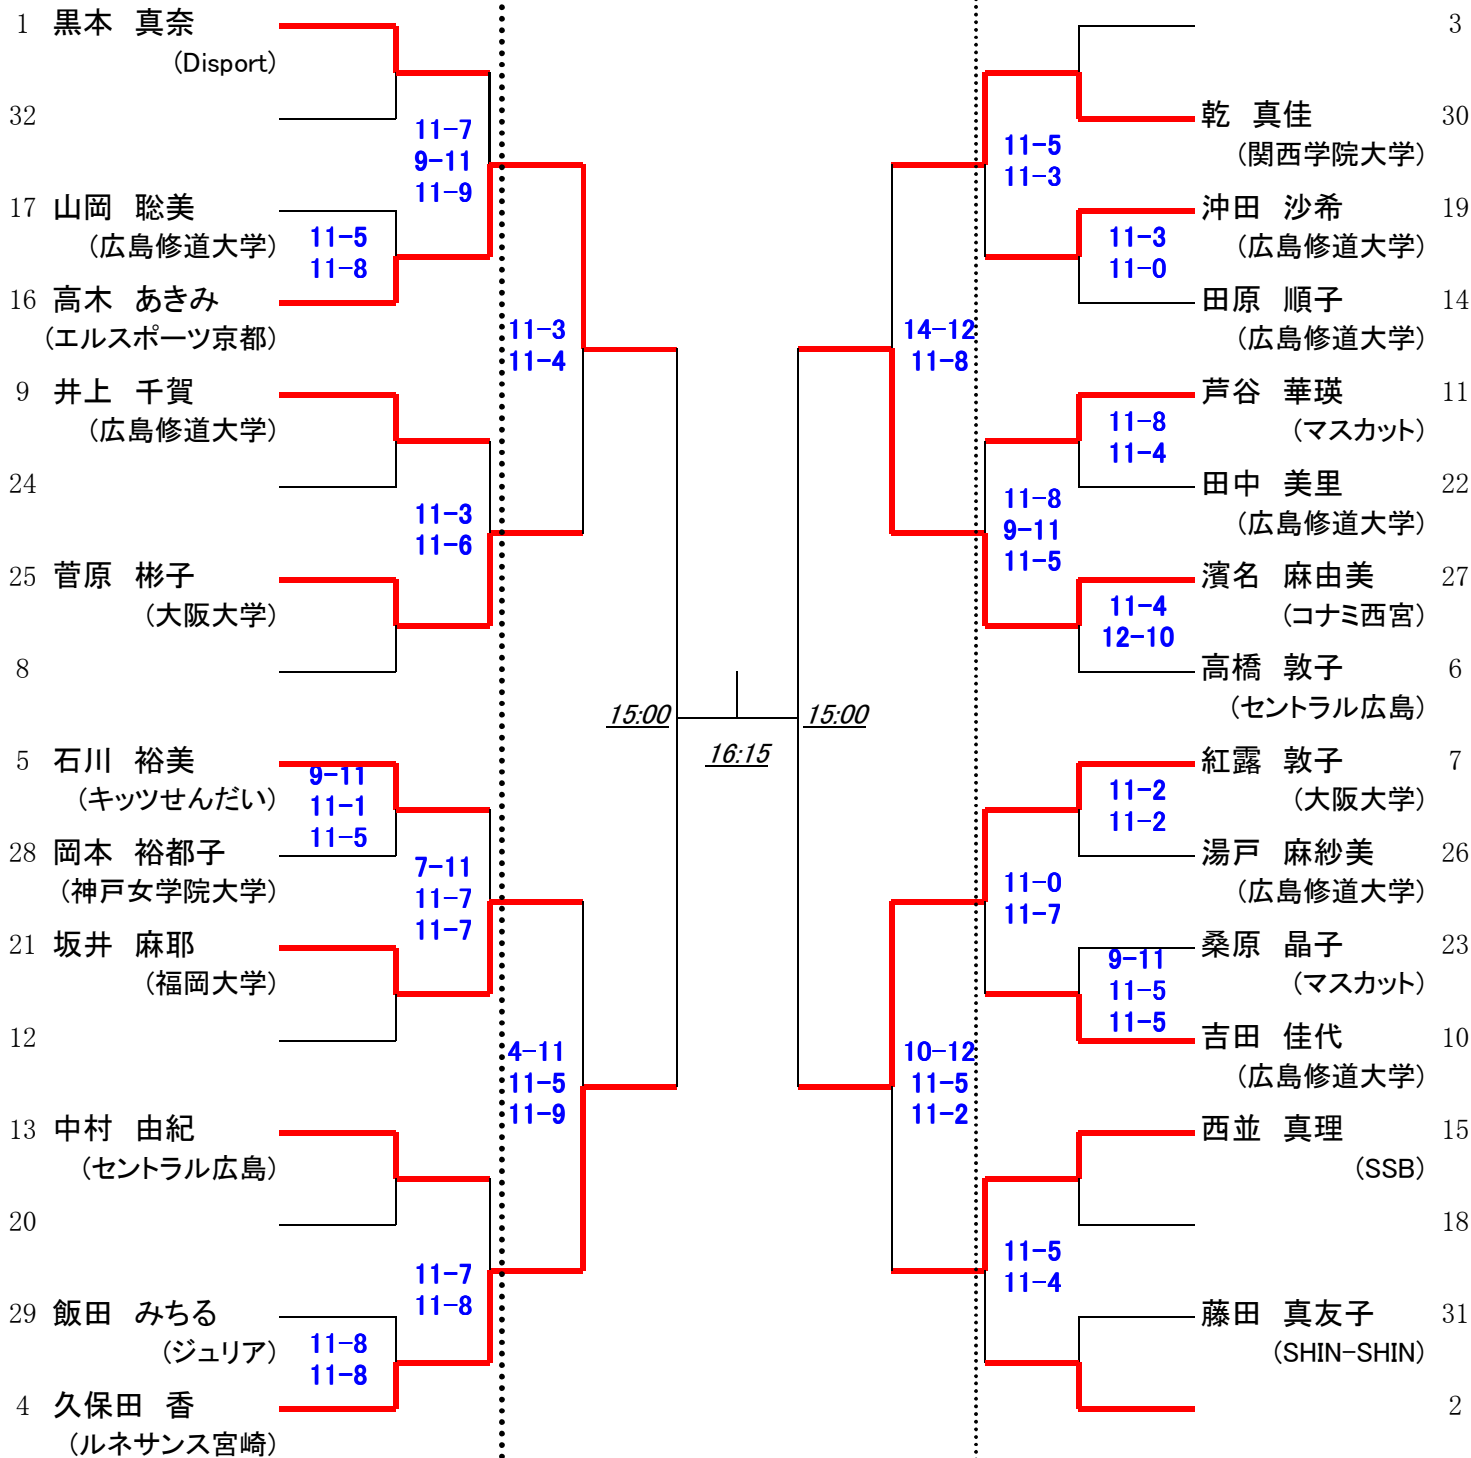 1 黒本 真奈
(Disport)
32
11-7
9-11
11-9
17 山岡 聡美
(広島修道大学)
11-5
11-8
16 高木 あきみ
(エルスポーツ京都)
11-3
11-4
9 井上 千賀
(広島修道大学)
24
11-3
11-6
25 菅原 彬子
(大阪大学)
8
5 石川 裕美
(キッツせんだい)
9-11
11-1
11-5
28 岡本 裕都子
(神戸女学院大学)
7-11
11-7
11-7
21 坂井 麻耶
(福岡大学)
12
4-11
11-5
11-9
13 中村 由紀
(セントラル広島)
20
11-7
11-8
29 飯田 みちる
(ジュリア)
11-8
11-8
4 久保田 香
(ルネサンス宮崎)
15:00
16:15
15:00
3
乾 真佳 30
(関西学院大学)
11-5
11-3
沖田 沙希 19
(広島修道大学)
11-3
11-0
田原 順子 14
(広島修道大学)
14-12
11-8
芦谷 華瑛 11
(マスカット)
11-8
11-4
田中 美里 22
(広島修道大学)
11-8
9-11
11-5
濱名 麻由美 27
(コナミ西宮)
11-4
12-10
高橋 敦子 6
(セントラル広島)
紅露 敦子 7
(大阪大学)
11-2
11-2
湯戸 麻紗美 26
(広島修道大学)
11-0
11-7
桑原 晶子 23
(マスカット)
9-11
11-5
11-5
吉田 佳代 10
(広島修道大学)
10-12
11-5
11-2
西並 真理 15
(SSB)
18
11-5
11-4
藤田 真友子 31
(SHIN-SHIN)
2